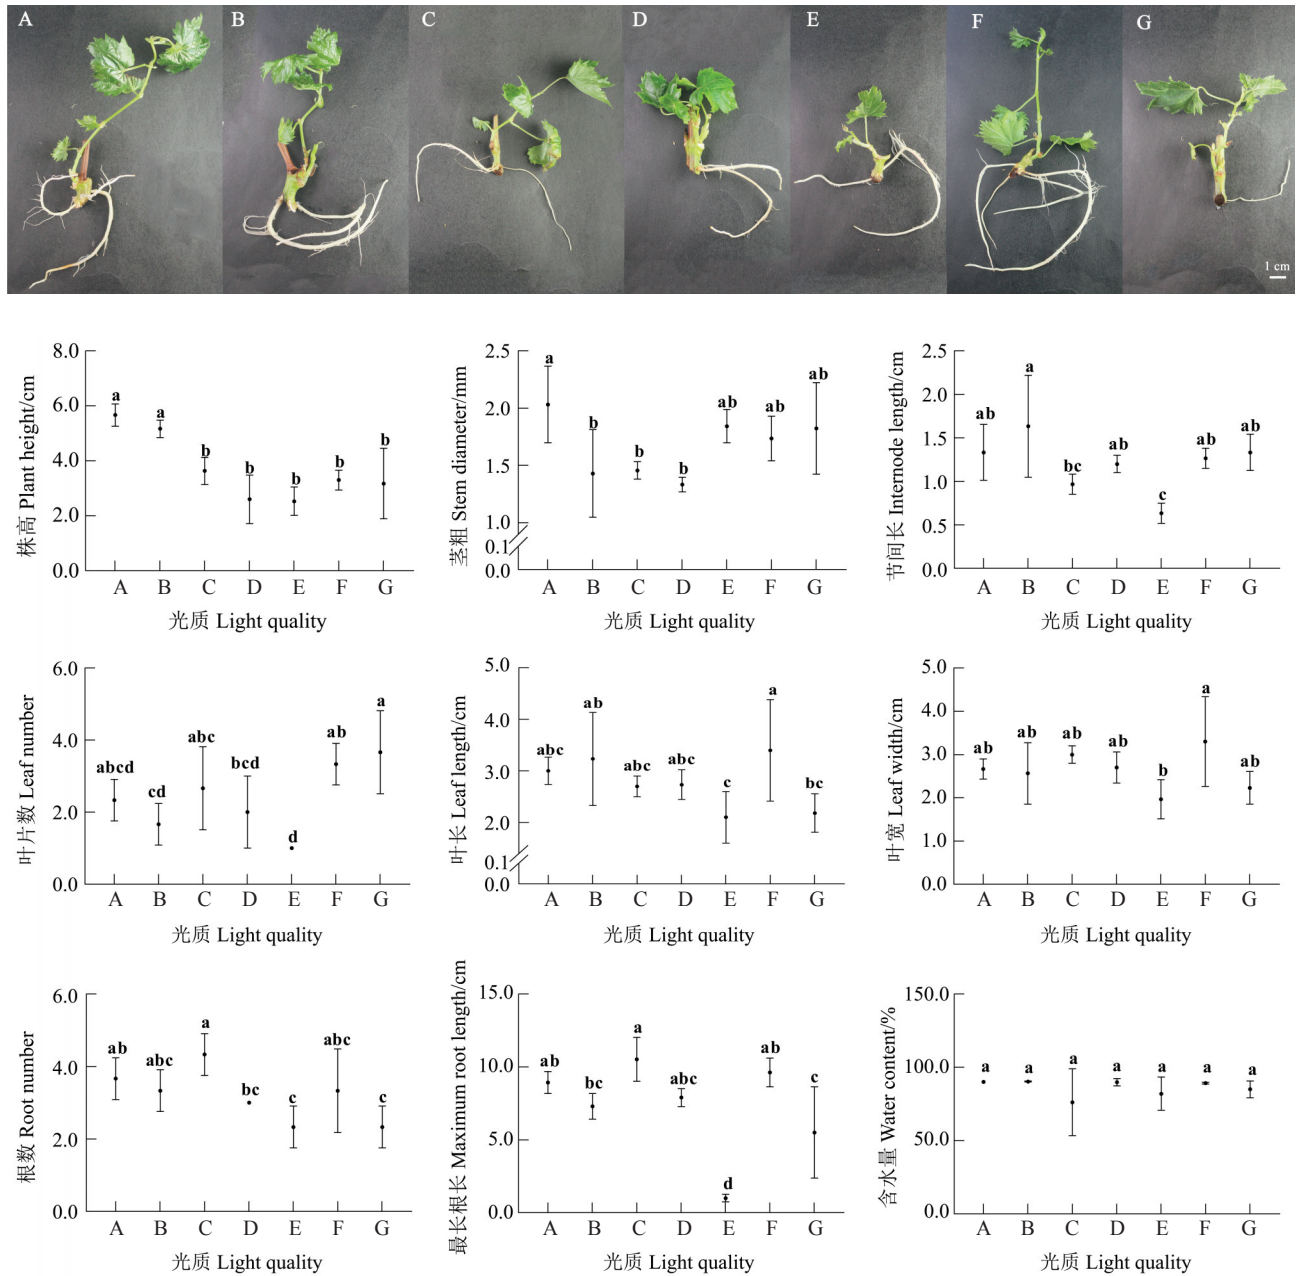 A B C D E F G
1 cm
株高 Plant height/cm
8.0
6.0
4.0
2.0
0.0
a a b b b b b
A B C D E F G
光质 Light quality
茎粗 Stem diameter/mm
2.5
2.0
1.5
1.0
0.1
0.0
a b b b ab ab ab
A B C D E F G
光质 Light quality
节间长 Internode length/cm
2.5
2.0
1.5
1.0
0.5
0.0
ab a bc ab c ab ab
A B C D E F G
光质 Light quality
叶片数 Leaf number
6.0
4.0
2.0
0.0
abcd cd abc bcd d ab a
A B C D E F G
光质 Light quality
叶长 Leaf length/cm
5.0
4.0
3.0
2.0
0.1
0.0
abc ab abc abc c a bc
A B C D E F G
光质 Light quality
叶宽 Leaf width/cm
5.0
4.0
3.0
2.0
1.0
0.0
ab ab ab ab b a ab
A B C D E F G
光质 Light quality
根数 Root number
6.0
4.0
2.0
0.0
ab abc a bc c abc c
A B C D E F G
光质 Light quality
最长根长 Maximum root length/cm
15.0
10.0
5.0
0.0
ab bc a abc d ab c
A B C D E F G
光质 Light quality
含水量 Water content/%
150.0
100.0
50.0
0.0
a a a a a a a
A B C D E F G
光质 Light quality